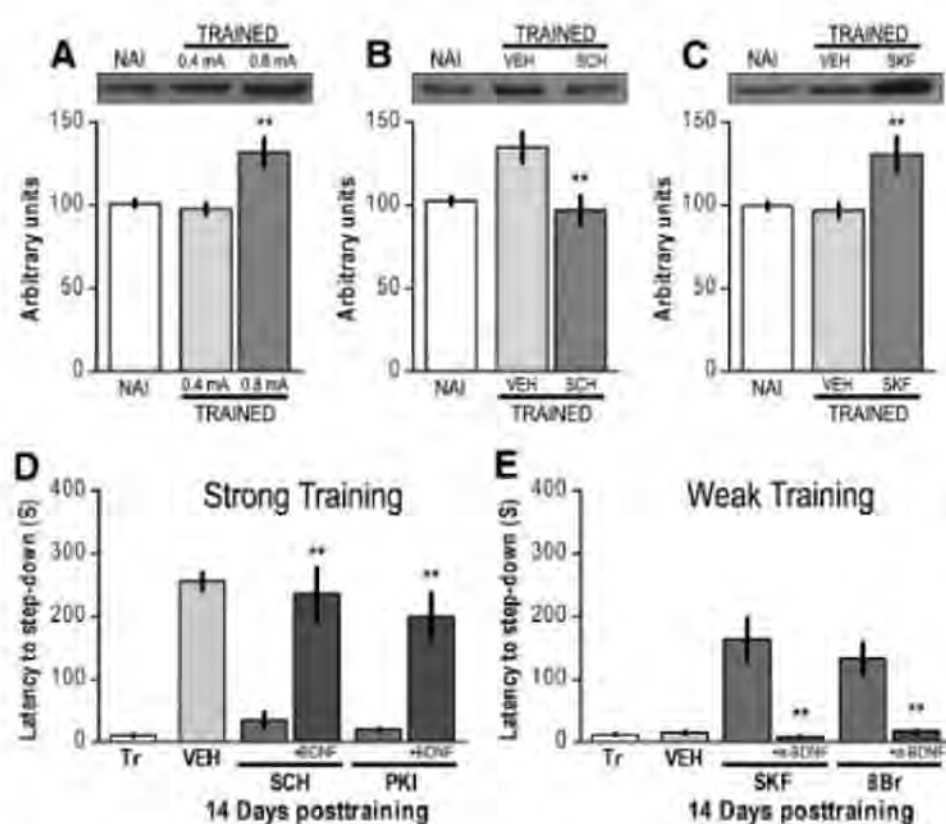 A
TRAINED
NAI 0.4 mA 0.8 mA
150
**
100
50
0
Arbitrary units
NAI 0.4 mA 0.8 mA
TRAINED
B
TRAINED
NAI VEH SCH
150
**
100
50
0
Arbitrary units
NAI VEH SCH
TRAINED
C
TRAINED
NAI VEH SKF
150
**
100
50
0
Arbitrary units
NAI VEH SKF
TRAINED
D
Strong Training
400
300
200
100
0
Latency to step-down (S)
** **
Tr VEH +BDNF +BDNF
SCH PKI
14 Days posttraining
E
Weak Training
400
300
200
100
0
Latency to step-down (S)
** **
Tr VEH +α-BDNF +α-BDNF
SKF 8Br
14 Days posttraining